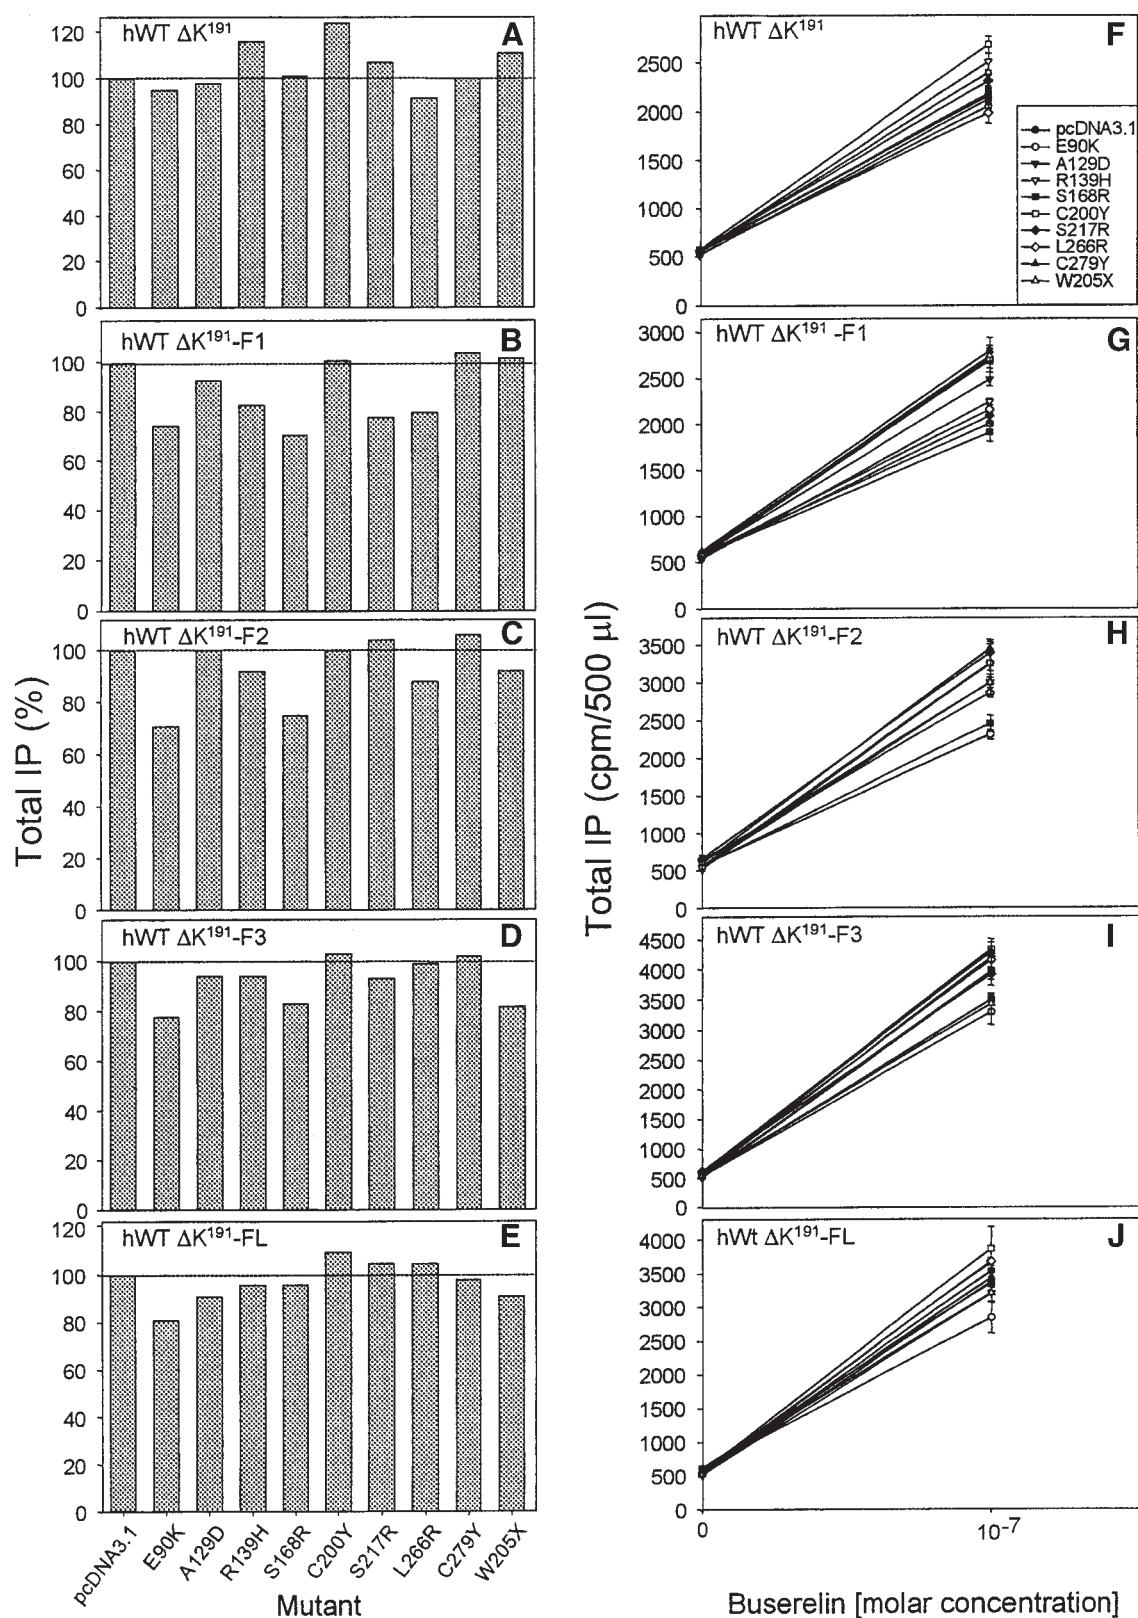 hWT ΔK¹⁹¹
A
120
100
80
60
40
20
0
hWT ΔK¹⁹¹-F1
B
100
80
60
40
20
0
hWT ΔK¹⁹¹-F2
C
100
80
60
40
20
0
hWT ΔK¹⁹¹-F3
D
100
80
60
40
20
0
hWT ΔK¹⁹¹-FL
E
120
100
80
60
40
20
0
Total IP (%)
pcDNA3.1
E90K
A129D
R139H
S168R
C200Y
S217R
L266R
C279Y
W205X
Mutant
hWT ΔK¹⁹¹
F
2500
2000
1500
1000
500
0
pcDNA3.1
E90K
A129D
R139H
S168R
C200Y
S217R
L266R
C279Y
W205X
hWT ΔK¹⁹¹ -F1
G
3000
2500
2000
1500
1000
500
0
hWT ΔK¹⁹¹-F2
H
3500
3000
2500
2000
1500
1000
500
0
hWT ΔK¹⁹¹-F3
I
4500
4000
3500
3000
2500
2000
1500
1000
500
0
hWt ΔK¹⁹¹-FL
J
4000
3500
3000
2500
2000
1500
1000
500
0
Total IP (cpm/500 μl)
0
10⁻⁷
Buserelin [molar concentration]